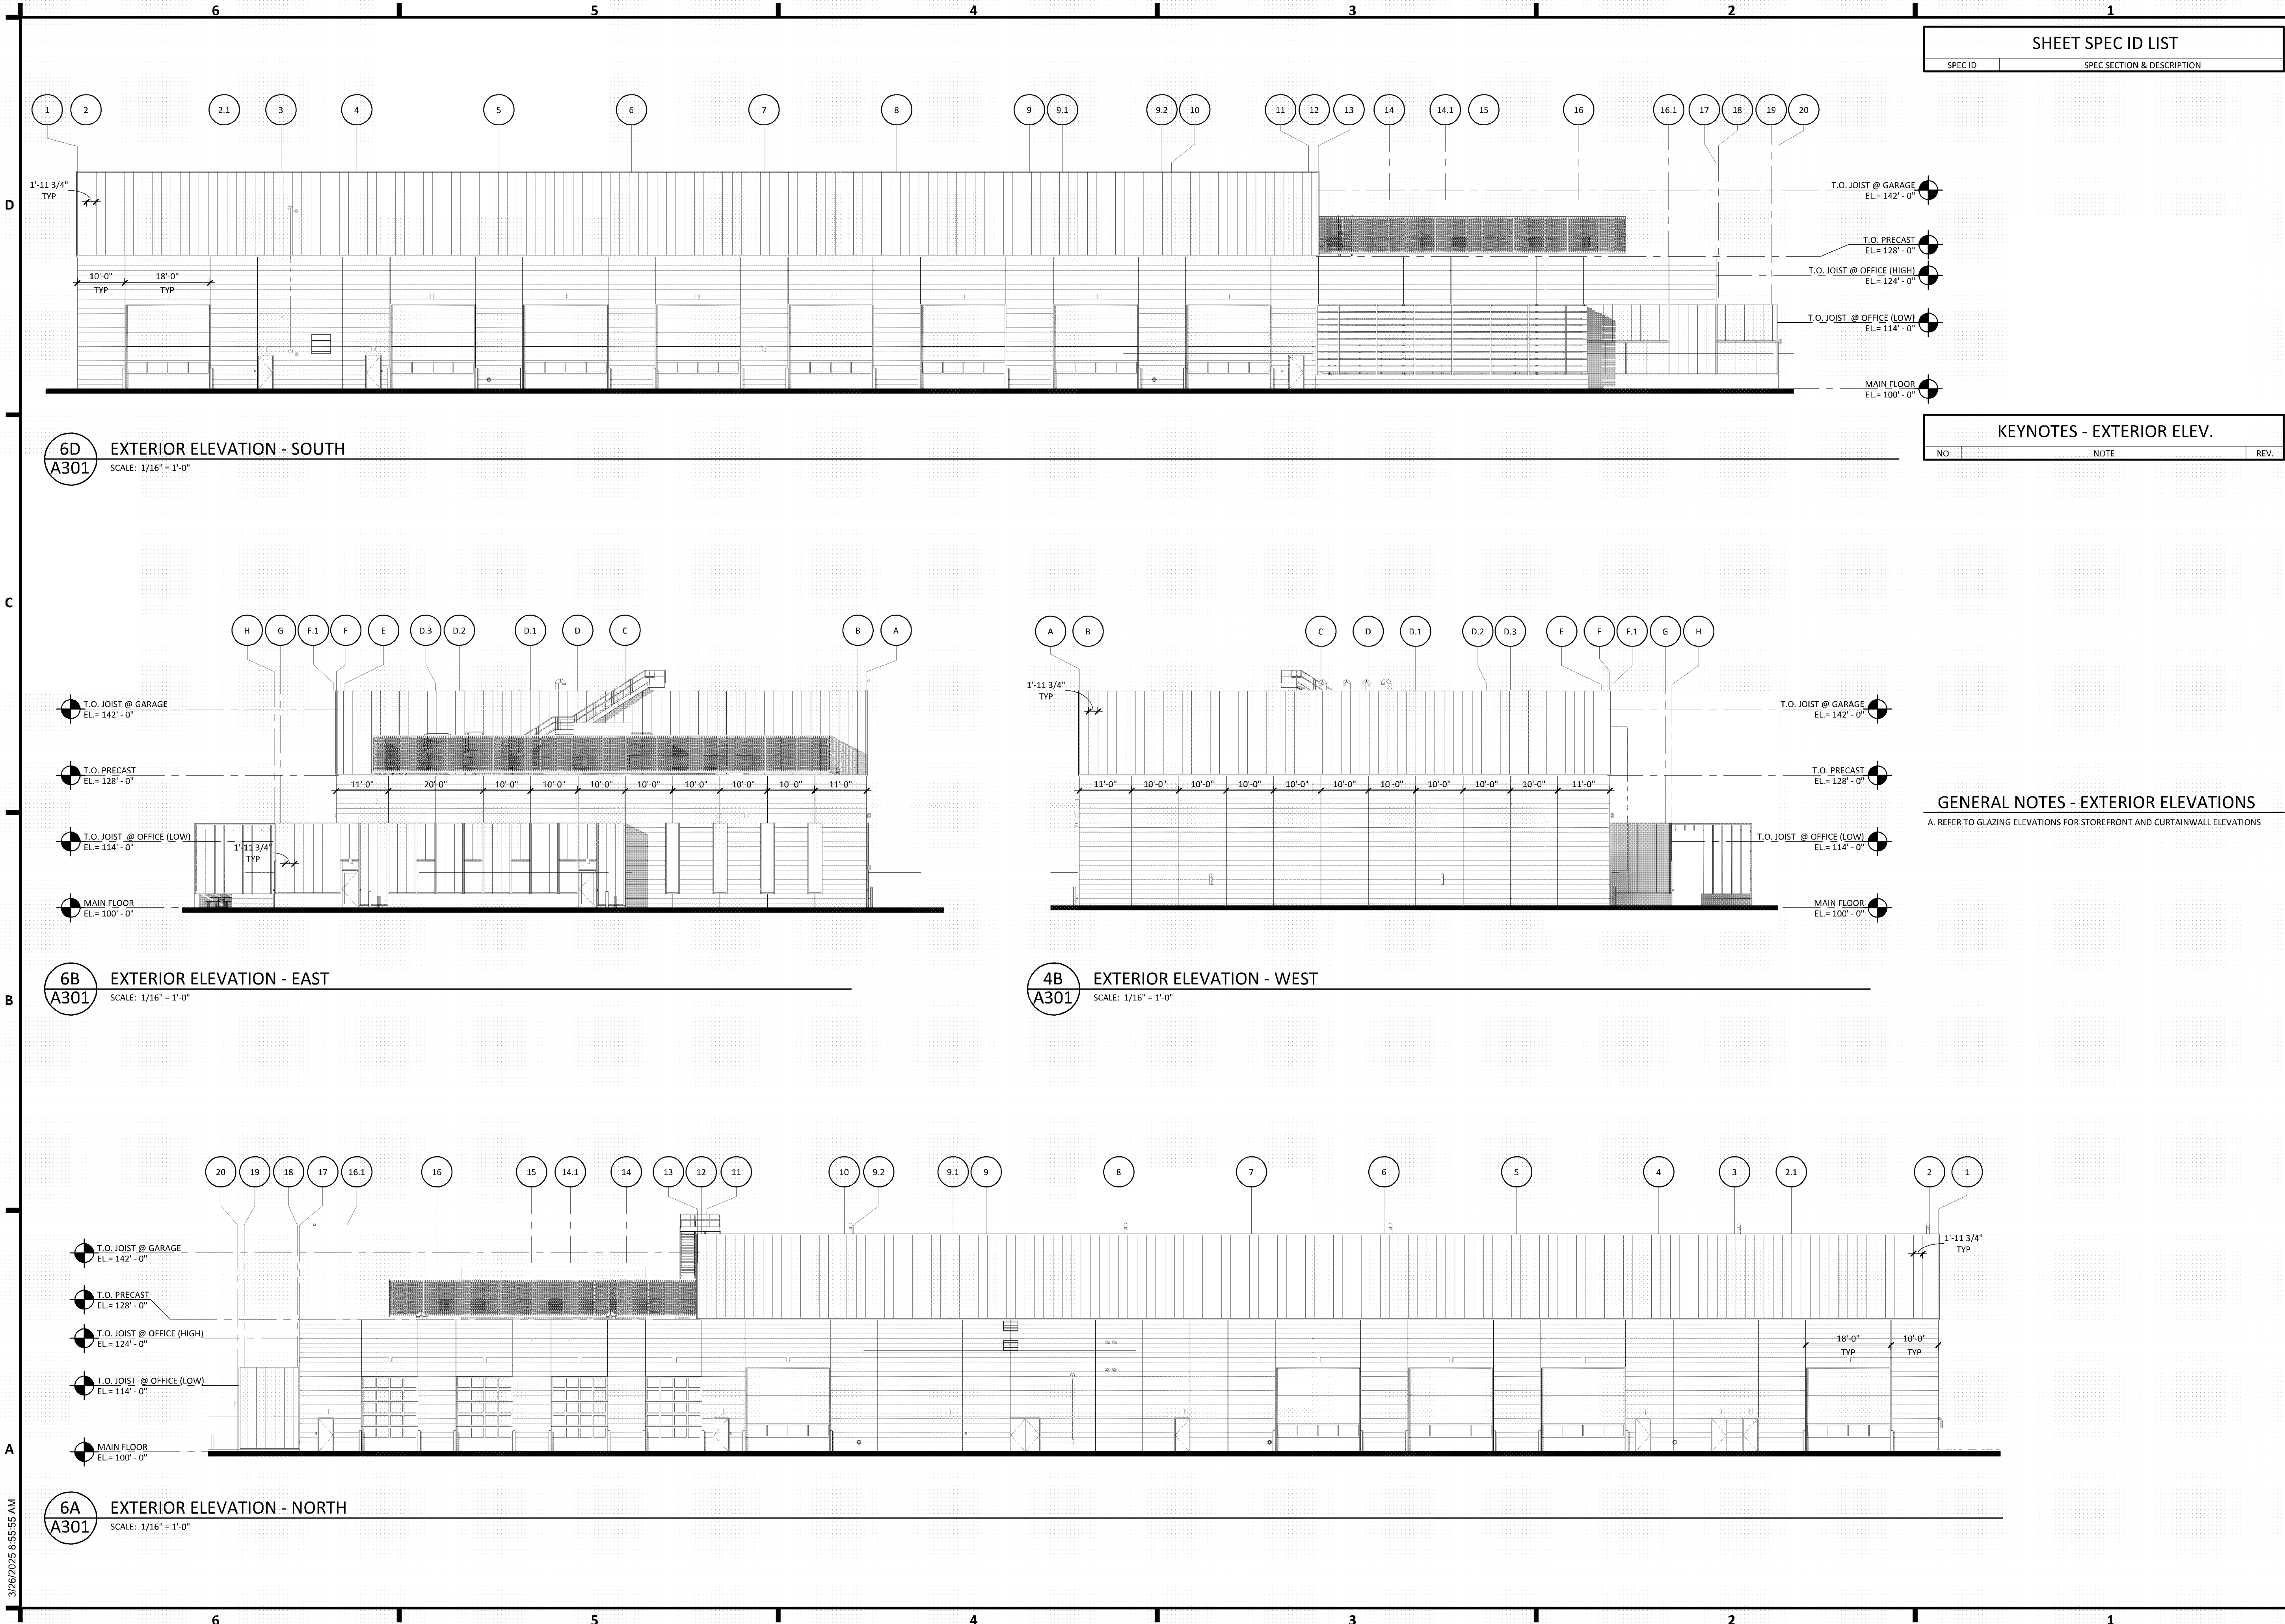 6 5 4 3 2 1
SHEET SPEC ID LIST
SPEC ID SPEC SECTION & DESCRIPTION
1 2 2.1 3 4 5 6 7 8 9 9.1 9.2 10 11 12 13 14 14.1 15 16 16.1 17 18 19 20
D
1'-11 3/4"
TYP
T.O. JOIST @ GARAGE
EL.= 142' - 0"
T.O. PRECAST
EL.= 128' - 0"
T.O. JOIST @ OFFICE (HIGH)
EL.= 124' - 0"
10'-0" 18'-0"
TYP TYP
T.O. JOIST @ OFFICE (LOW)
EL.= 114' - 0"
MAIN FLOOR
EL.= 100' - 0"
KEYNOTES - EXTERIOR ELEV.
NO NOTE REV.
6D EXTERIOR ELEVATION - SOUTH
A301 SCALE: 1/16" = 1'-0"
C
H G F.1 F E D.3 D.2 D.1 D C B A
T.O. JOIST @ GARAGE
EL.= 142' - 0"
T.O. PRECAST
EL.= 128' - 0"
11'-0" 20'-0" 10'-0" 10'-0" 10'-0" 10'-0" 10'-0" 10'-0" 10'-0" 11'-0"
T.O. JOIST @ OFFICE (LOW)
EL.= 114' - 0"
1'-11 3/4"
TYP
MAIN FLOOR
EL.= 100' - 0"
6B EXTERIOR ELEVATION - EAST
A301 SCALE: 1/16" = 1'-0"
A B C D D.1 D.2 D.3 E F F.1 G H
1'-11 3/4"
TYP
T.O. JOIST @ GARAGE
EL.= 142' - 0"
T.O. PRECAST
EL.= 128' - 0"
11'-0" 10'-0" 10'-0" 10'-0" 10'-0" 10'-0" 10'-0" 10'-0" 10'-0" 10'-0" 11'-0"
T.O. JOIST @ OFFICE (LOW)
EL.= 114' - 0"
MAIN FLOOR
EL.= 100' - 0"
4B EXTERIOR ELEVATION - WEST
A301 SCALE: 1/16" = 1'-0"
GENERAL NOTES - EXTERIOR ELEVATIONS
A. REFER TO GLAZING ELEVATIONS FOR STOREFRONT AND CURTAINWALL ELEVATIONS
B
20 19 18 17 16.1 16 15 14.1 14 13 12 11 10 9.2 9.1 9 8 7 6 5 4 3 2.1 2 1
T.O. JOIST @ GARAGE
EL.= 142' - 0"
1'-11 3/4"
TYP
T.O. PRECAST
EL.= 128' - 0"
T.O. JOIST @ OFFICE (HIGH)
EL.= 124' - 0"
18'-0" 10'-0"
TYP TYP
T.O. JOIST @ OFFICE (LOW)
EL.= 114' - 0"
A
MAIN FLOOR
EL.= 100' - 0"
6A EXTERIOR ELEVATION - NORTH
A301 SCALE: 1/16" = 1'-0"
3/26/2025 8:55:55 AM
6 5 4 3 2 1